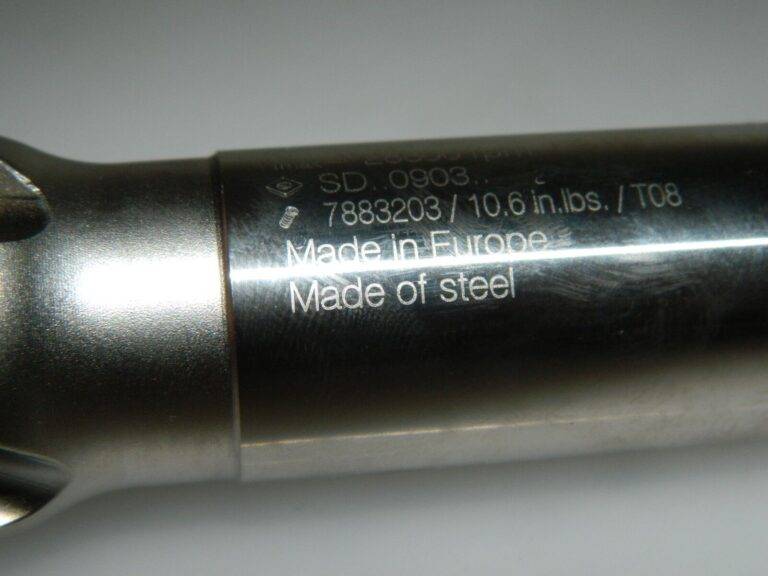 SD..0903..
7883203 / 10.6 in.lbs. / T08
Made in Europe
Made of steel